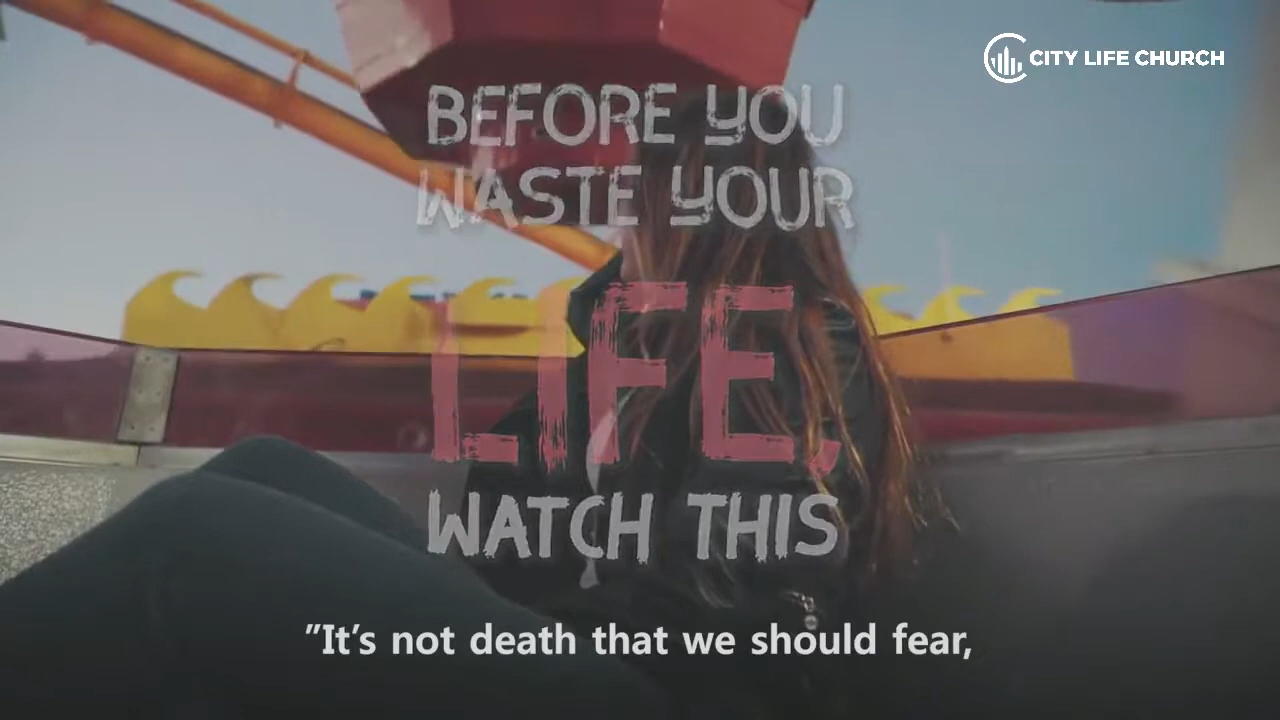 CITY LIFE CHURCH
BEFORE YOU
WASTE YOUR
LIFE,
WATCH THIS
"It's not death that we should fear,